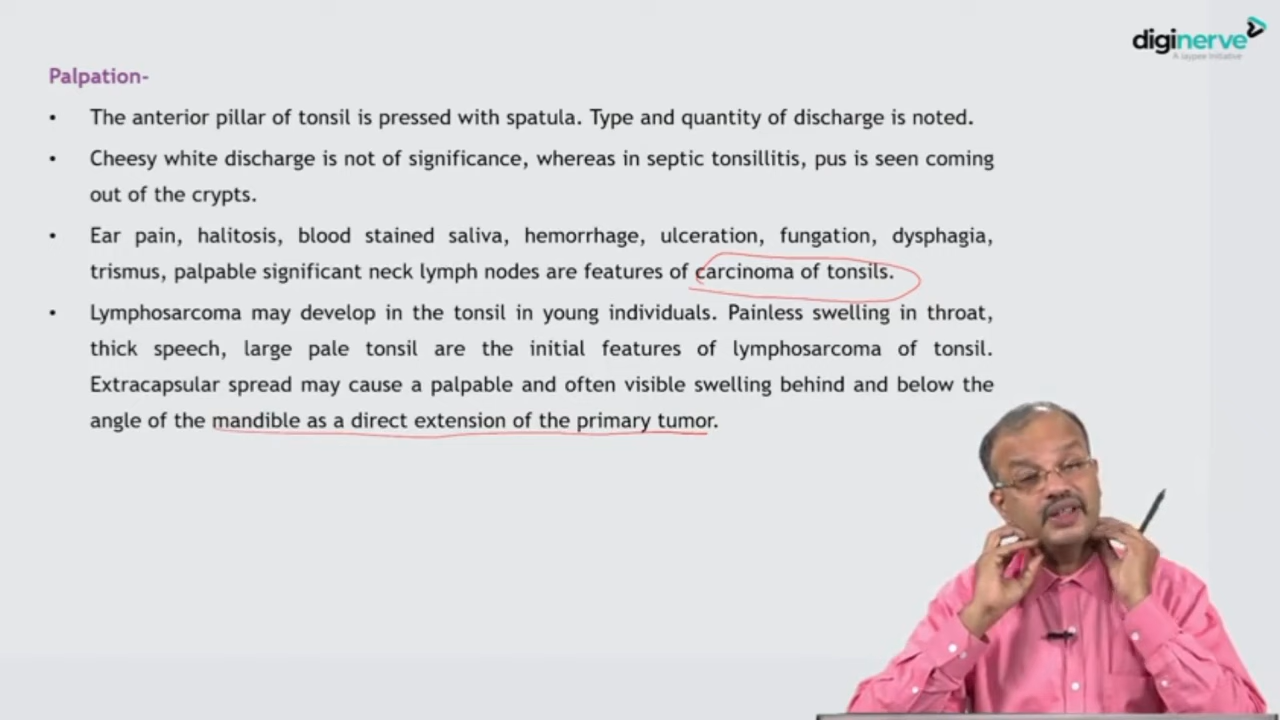 diginerve
A Jaypee Initiative
Palpation-
• The anterior pillar of tonsil is pressed with spatula. Type and quantity of discharge is noted.
• Cheesy white discharge is not of significance, whereas in septic tonsillitis, pus is seen coming
out of the crypts.
• Ear pain, halitosis, blood stained saliva, hemorrhage, ulceration, fungation, dysphagia,
trismus, palpable significant neck lymph nodes are features of carcinoma of tonsils.
• Lymphosarcoma may develop in the tonsil in young individuals. Painless swelling in throat,
thick speech, large pale tonsil are the initial features of lymphosarcoma of tonsil.
Extracapsular spread may cause a palpable and often visible swelling behind and below the
angle of the mandible as a direct extension of the primary tumor.